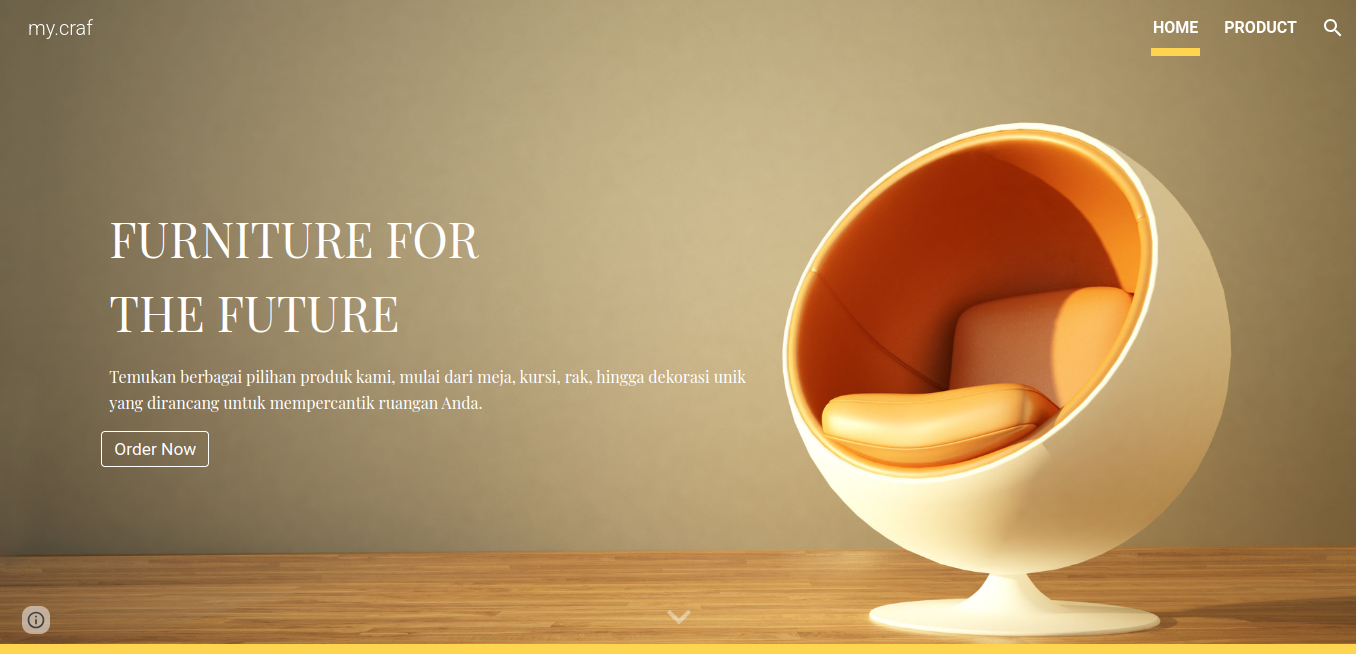 my.craf
HOME
PRODUCT
FURNITURE FOR
THE FUTURE
Temukan berbagai pilihan produk kami, mulai dari meja, kursi, rak, hingga dekorasi unik
yang dirancang untuk mempercantik ruangan Anda.
Order Now